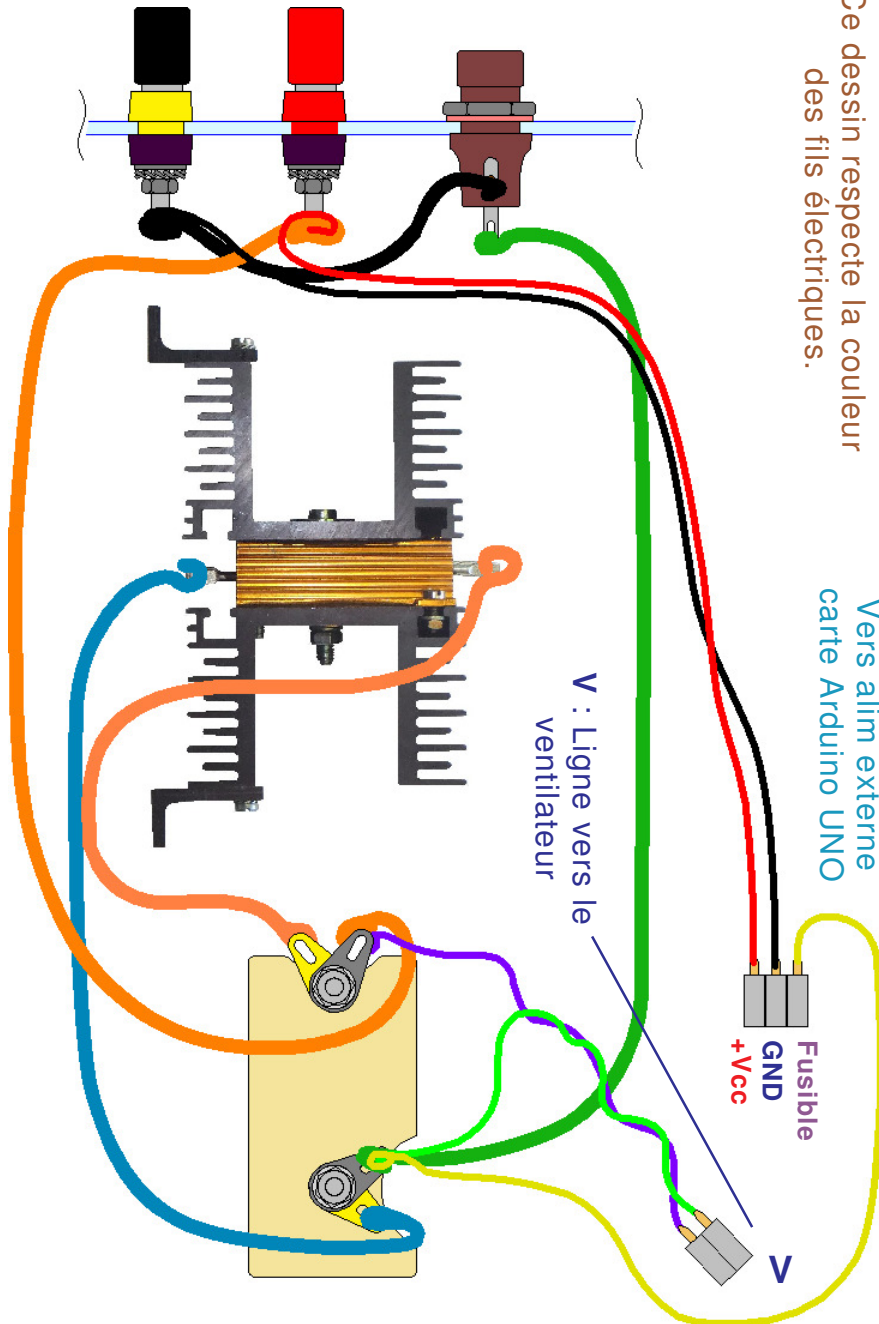 Ce dessin respecte la couleur
des fils électriques.
Vers alim externe
carte Arduino UNO
V : Ligne vers le
ventilateur
Fusible
GND
+Vcc
V